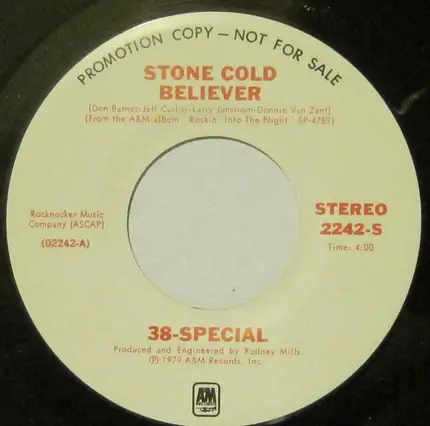 PROMOTION COPY — NOT FOR SALE
STONE COLD
BELIEVER
(Don Barnes-Jeff Carlisi-Larry Junstrom-Donnie Van Zant)
(From the A&M album "Rockin' Into The Night" SP-4782)
Rocknocker Music
Company (ASCAP)
(02242-A)
STEREO
2242-S
Time: 4:00
38-SPECIAL
Produced and Engineered by Rodney Mills
℗ 1979 A&M Records, Inc.
A&M